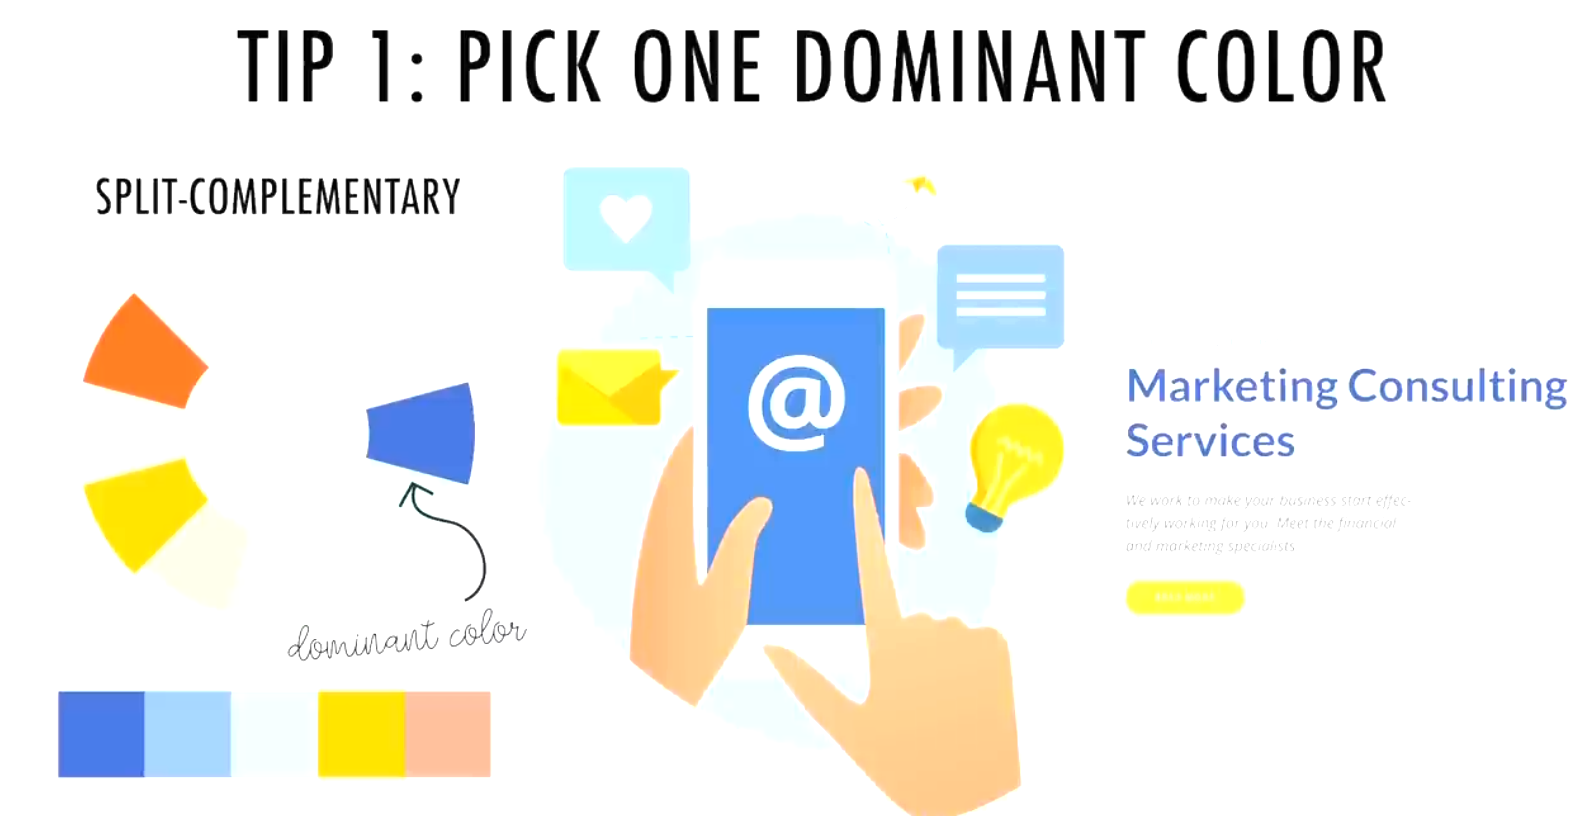 TIP 1: PICK ONE DOMINANT COLOR
SPLIT-COMPLEMENTARY
@
Marketing Consulting
Services
We work to make your business start effec-
tively working for you. Meet the financial
and marketing specialists
dominant color